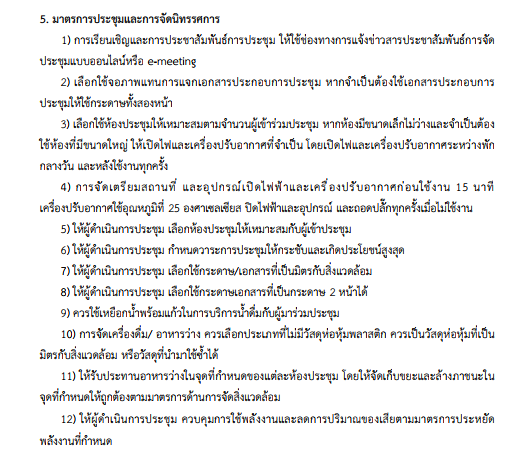 5. มาตรการประชุมและการจัดนิทรรศการ
1) การเรียนเชิญและการประชาสัมพันธ์การประชุม ให้ใช้ช่องทางการแจ้งข่าวสารประชาสัมพันธ์การจัด
ประชุมแบบออนไลน์หรือ e-meeting
2) เลือกใช้จอภาพแทนการแจกเอกสารประกอบการประชุม หากจำเป็นต้องใช้เอกสารประกอบการ
ประชุมให้ใช้กระดาษทั้งสองหน้า
3) เลือกใช้ห้องประชุมให้เหมาะสมตามจำนวนผู้เข้าร่วมประชุม หากห้องมีขนาดเล็กไม่ว่างและจำเป็นต้อง
ใช้ห้องที่มีขนาดใหญ่ ให้เปิดไฟและเครื่องปรับอากาศที่จำเป็น โดยเปิดไฟและเครื่องปรับอากาศระหว่างพัก
กลางวัน และหลังใช้งานทุกครั้ง
4) การจัดเตรียมสถานที่ และอุปกรณ์เปิดไฟฟ้าและเครื่องปรับอากาศก่อนใช้งาน 15 นาที
เครื่องปรับอากาศใช้อุณหภูมิที่ 25 องศาเซลเซียส ปิดไฟฟ้าและอุปกรณ์ และถอดปลั๊กทุกครั้งเมื่อไม่ใช้งาน
5) ให้ผู้ดำเนินการประชุม เลือกห้องประชุมให้เหมาะสมกับผู้เข้าประชุม
6) ให้ผู้ดำเนินการประชุม กำหนดวาระการประชุมให้กระชับและเกิดประโยชน์สูงสุด
7) ให้ผู้ดำเนินการประชุม เลือกใช้กระดาษ/เอกสารที่เป็นมิตรกับสิ่งแวดล้อม
8) ให้ผู้ดำเนินการประชุม เลือกใช้กระดาษเอกสารที่เป็นกระดาษ 2 หน้าได้
9) ควรใช้เหยือกน้ำพร้อมแก้วในการบริการน้ำดื่มกับผู้มาร่วมประชุม
10) การจัดเครื่องดื่ม/ อาหารว่าง ควรเลือกประเภทที่ไม่มีวัสดุห่อหุ้มพลาสติก ควรเป็นวัสดุห่อหุ้มที่เป็น
มิตรกับสิ่งแวดล้อม หรือวัสดุที่นำมาใช้ซ้ำได้
11) ให้รับประทานอาหารว่างในจุดที่กำหนดของแต่ละห้องประชุม โดยให้จัดเก็บขยะและล้างภาชนะใน
จุดที่กำหนดให้ถูกต้องตามมาตรการด้านการจัดสิ่งแวดล้อม
12) ให้ผู้ดำเนินการประชุม ควบคุมการใช้พลังงานและลดการปริมาณของเสียตามมาตรการประหยัด
พลังงานที่กำหนด